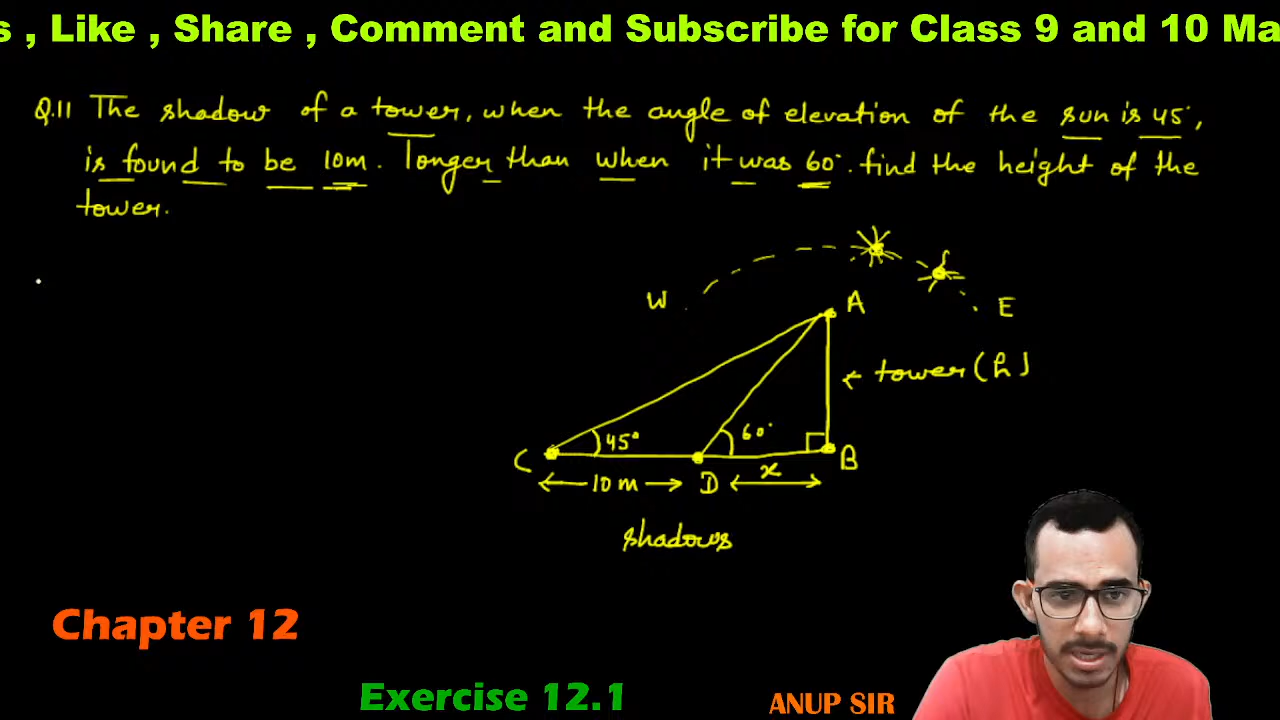 s , Like , Share , Comment and Subscribe for Class 9 and 10 Ma
Q.11 The shadow of a tower, when the angle of elevation of the sun is 45°,
is found to be 10m. longer than when it was 60°. find the height of the
tower.
W
A
E
← tower (h)
45°
60°
C
B
10 m
D
x
shadows
Chapter 12
Exercise 12.1
ANUP SIR